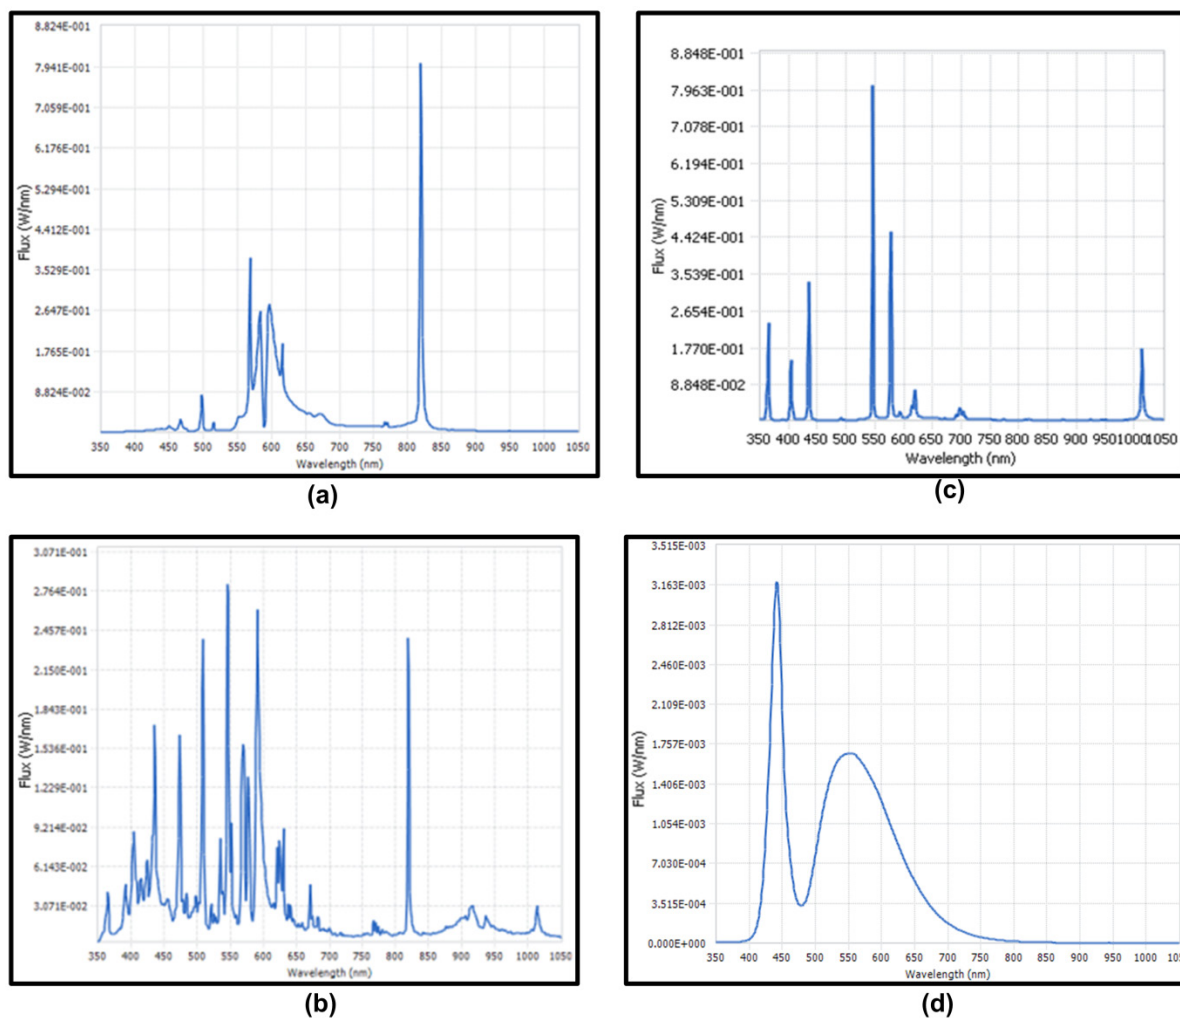 8.824E-001
7.941E-001
7.059E-001
6.176E-001
5.294E-001
4.412E-001
3.529E-001
2.647E-001
1.765E-001
8.824E-002
Flux (W/nm)
350 400 450 500 550 600 650 700 750 800 850 900 950 1000 1050
Wavelength (nm)
(a)
8.848E-001
7.963E-001
7.078E-001
6.194E-001
5.309E-001
4.424E-001
3.539E-001
2.654E-001
1.770E-001
8.848E-002
Flux (W/nm)
350 400 450 500 550 600 650 700 750 800 850 900 950 1000 1050
Wavelength (nm)
(c)
3.071E-001
2.764E-001
2.457E-001
2.150E-001
1.843E-001
1.536E-001
1.229E-001
9.214E-002
6.143E-002
3.071E-002
Flux (W/nm)
350 400 450 500 550 600 650 700 750 800 850 900 950 1000 1050
Wavelength (nm)
(b)
3.515E-003
3.163E-003
2.812E-003
2.460E-003
2.109E-003
1.757E-003
1.406E-003
1.054E-003
7.030E-004
3.515E-004
0.000E+000
Flux (W/nm)
350 400 450 500 550 600 650 700 750 800 850 900 950 1000
Wavelength (nm)
(d)